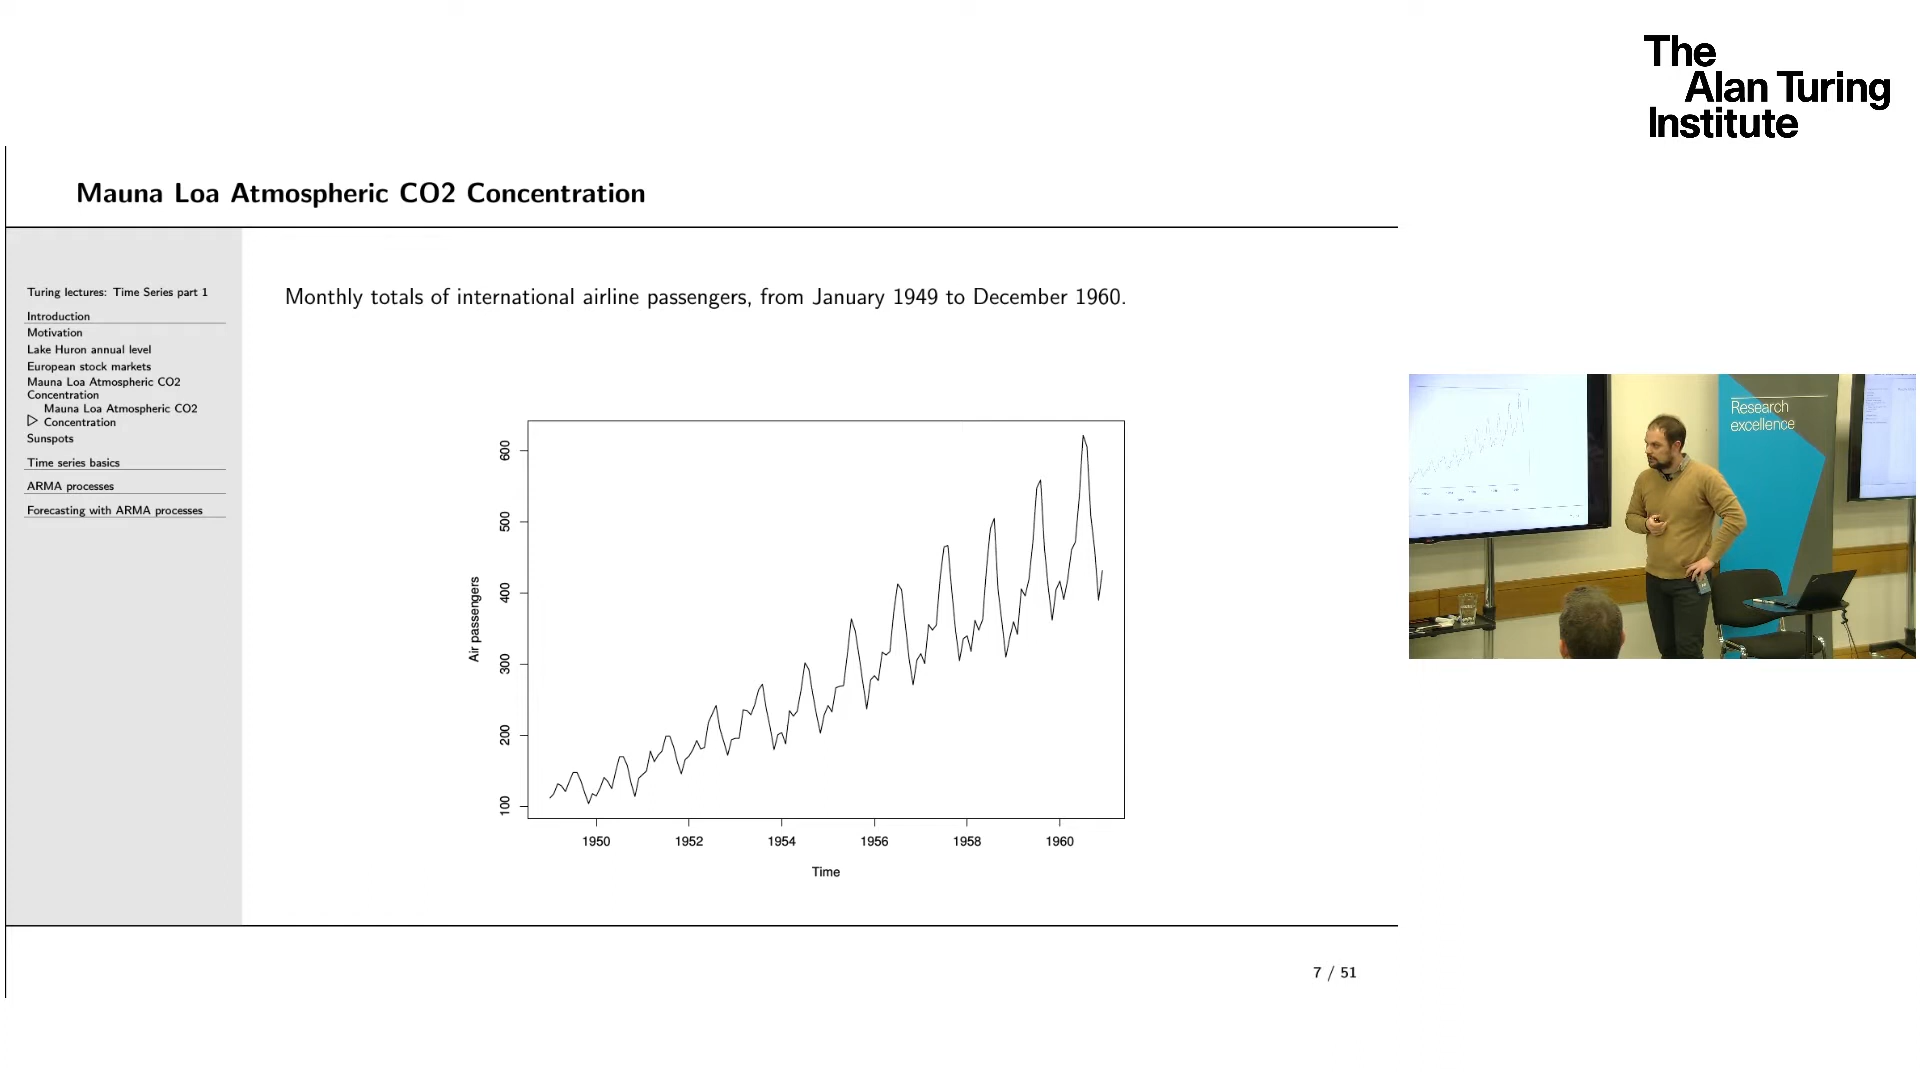 The
Alan Turing
Institute
Mauna Loa Atmospheric CO2 Concentration
Turing lectures: Time Series part 1
Introduction
Motivation
Lake Huron annual level
European stock markets
Mauna Loa Atmospheric CO2
Concentration
Mauna Loa Atmospheric CO2
▷ Concentration
Sunspots
Time series basics
ARMA processes
Forecasting with ARMA processes
Monthly totals of international airline passengers, from January 1949 to December 1960.
Air passengers
600
500
400
300
200
100
1950 1952 1954 1956 1958 1960
Time
7 / 51
Research
excellence